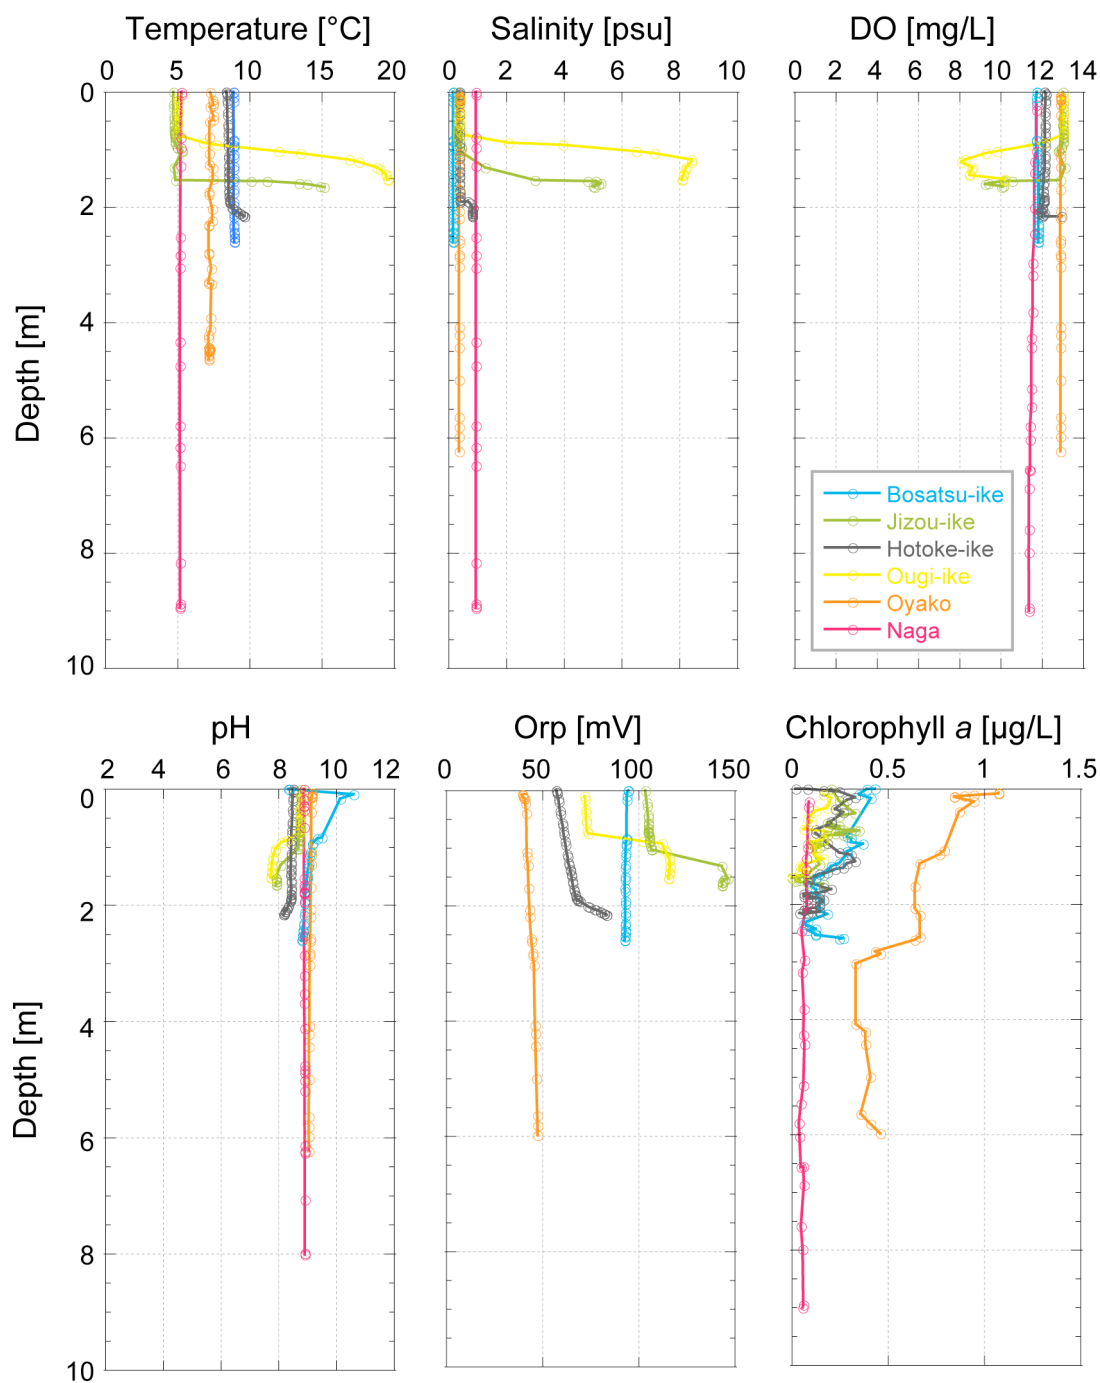 Temperature [°C]
Salinity [psu]
DO [mg/L]
0 5 10 15 20
0 2 4 6 8 10
0 2 4 6 8 10 12 14
0
2
4
6
8
10
Depth [m]
Bosatsu-ike
Jizou-ike
Hotoke-ike
Ougi-ike
Oyako
Naga
pH
Orp [mV]
Chlorophyll a [µg/L]
2 4 6 8 10 12
0 50 100 150
0 0.5 1 1.5
0
2
4
6
8
10
Depth [m]